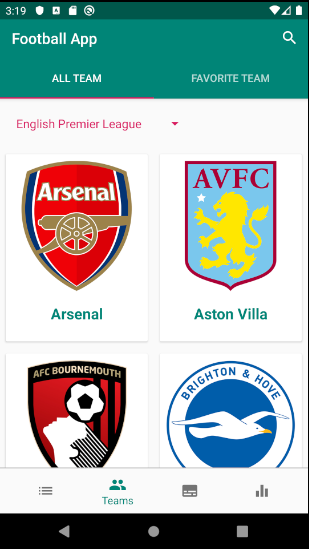 3:19
Football App
ALL TEAM
FAVORITE TEAM
English Premier League
Arsenal
AVFC
Arsenal
Aston Villa
AFC BOURNEMOUTH
BRIGHTON & HOVE
Teams